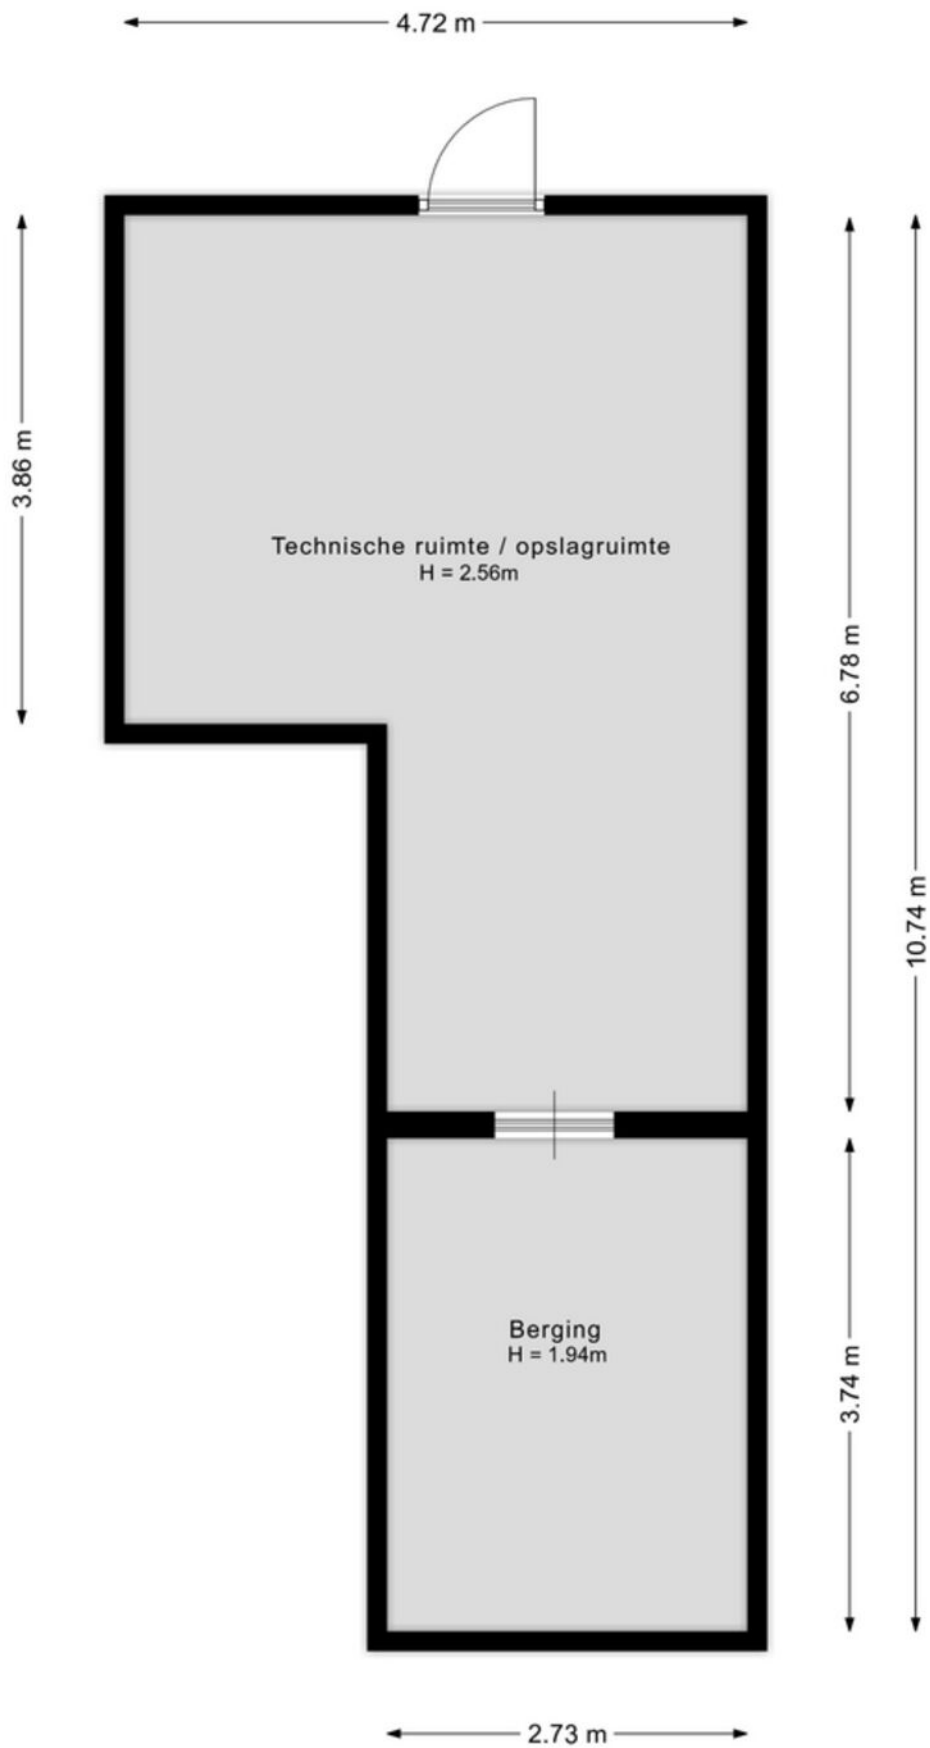 4.72 m
3.86 m
Technische ruimte / opslagruimte
H = 2.56m
6.78 m
10.74 m
Berging
H = 1.94m
3.74 m
2.73 m